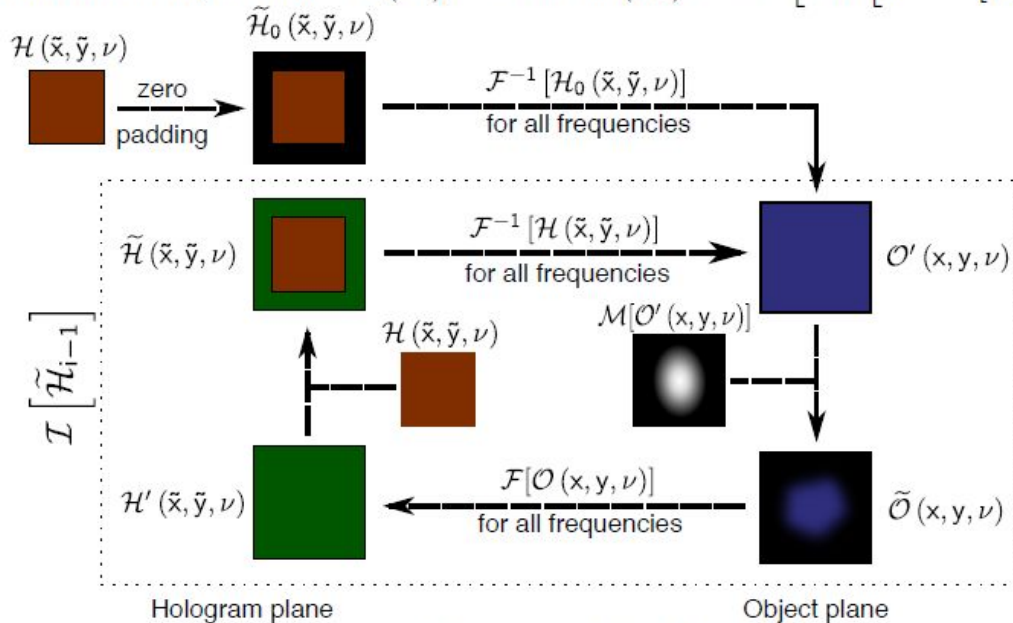 H̃₀ (x̃, ỹ, ν)
H (x̃, ỹ, ν)
zero
padding
F⁻¹ [H₀ (x̃, ỹ, ν)]
for all frequencies
H̃ (x̃, ỹ, ν)
F⁻¹ [H (x̃, ỹ, ν)]
for all frequencies
O′ (x, y, ν)
M[O′ (x, y, ν)]
H (x̃, ỹ, ν)
I [H̃ᵢ₋₁]
H′ (x̃, ỹ, ν)
F[O (x, y, ν)]
for all frequencies
Õ (x, y, ν)
Hologram plane
Object plane